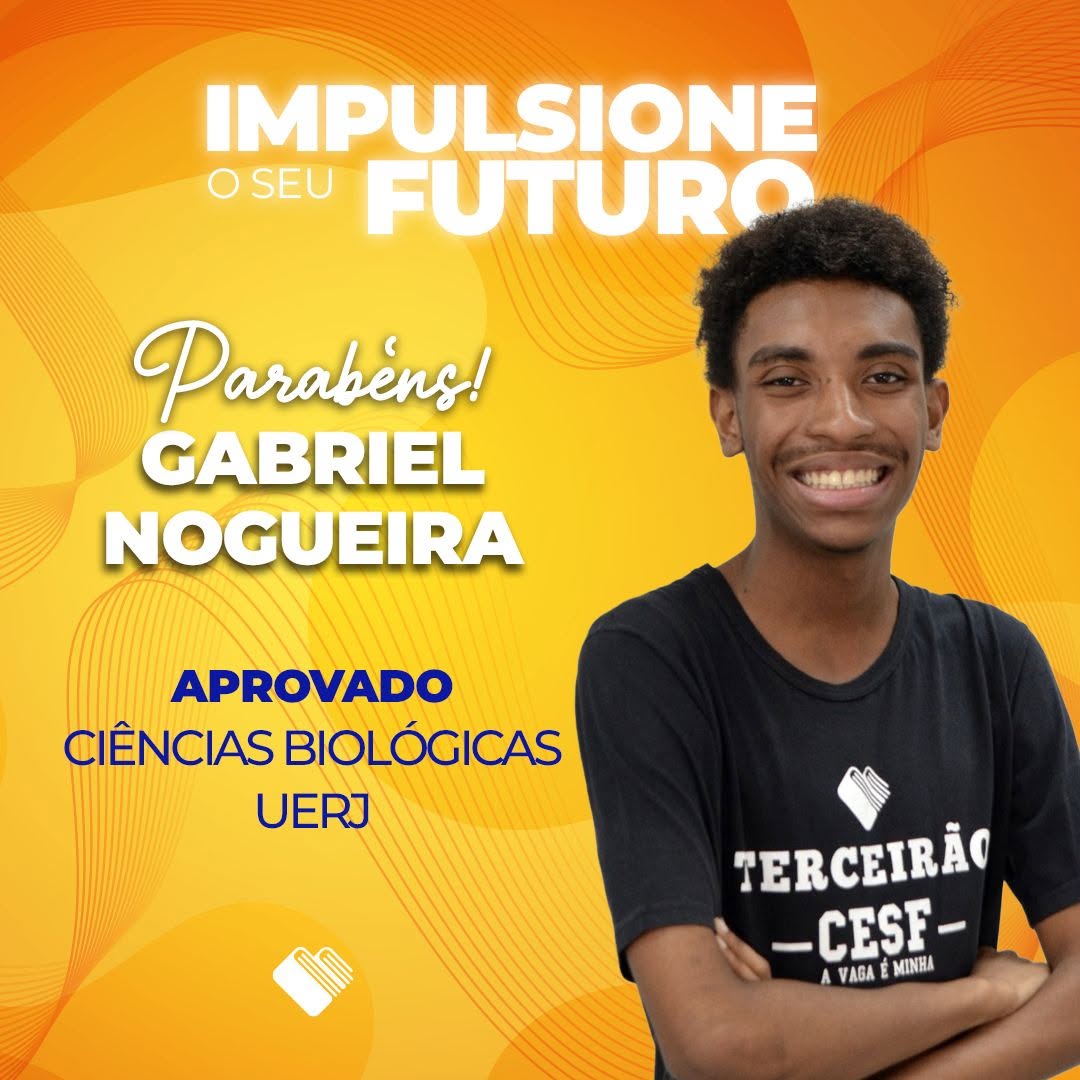 IMPULSIONE
O SEU FUTURO
Parabéns!
GABRIEL
NOGUEIRA
APROVADO
CIÊNCIAS BIOLÓGICAS
UERJ
TERCEIRÃO
CESF
A VAGA É MINHA